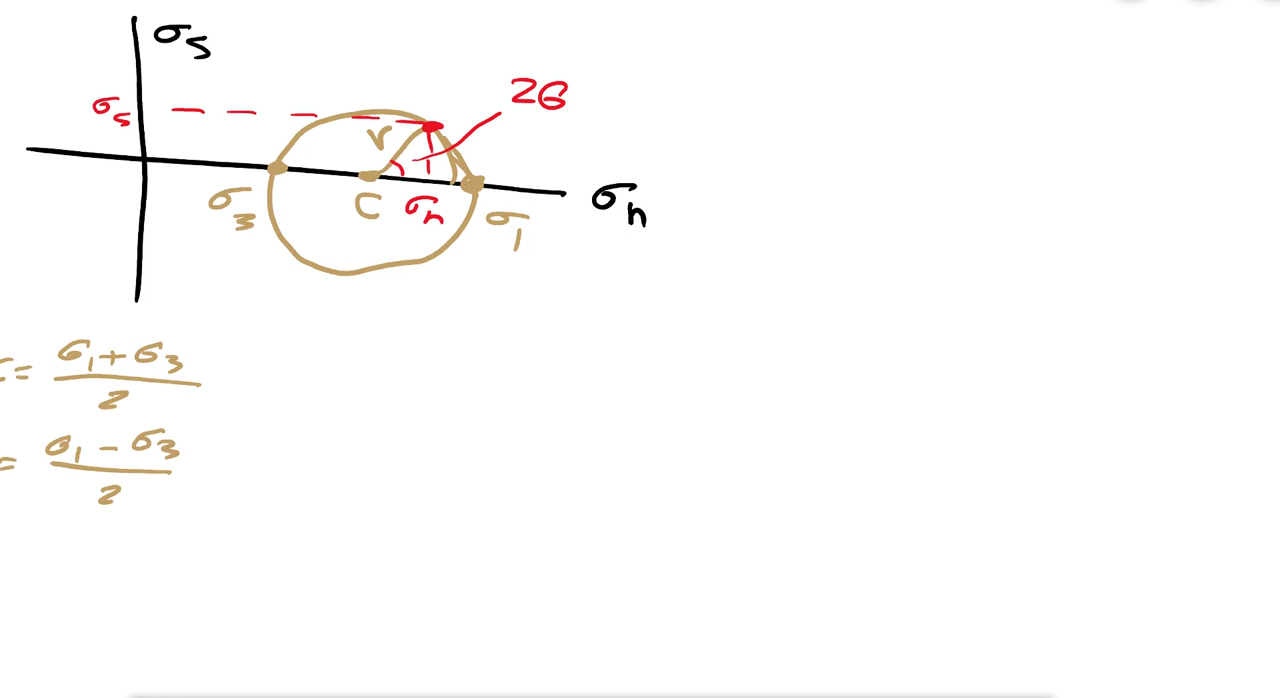 σs
2θ
σs
r
σ3
C
σn
σ1
σn
c = σ1 + σ3 / 2
= σ1 - σ3 / 2